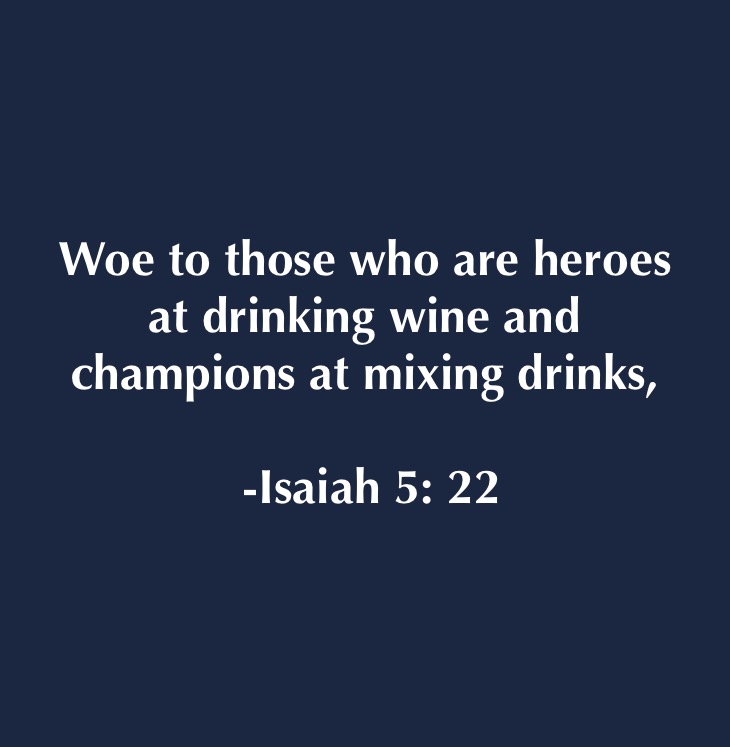 Woe to those who are heroes
at drinking wine and
champions at mixing drinks,
-Isaiah 5: 22